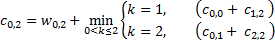 c₀,₂ = w₀,₂ + min 0<k≤2 { k = 1, (c₀,₀ + c₁,₂)
k = 2, (c₀,₁ + c₂,₂)